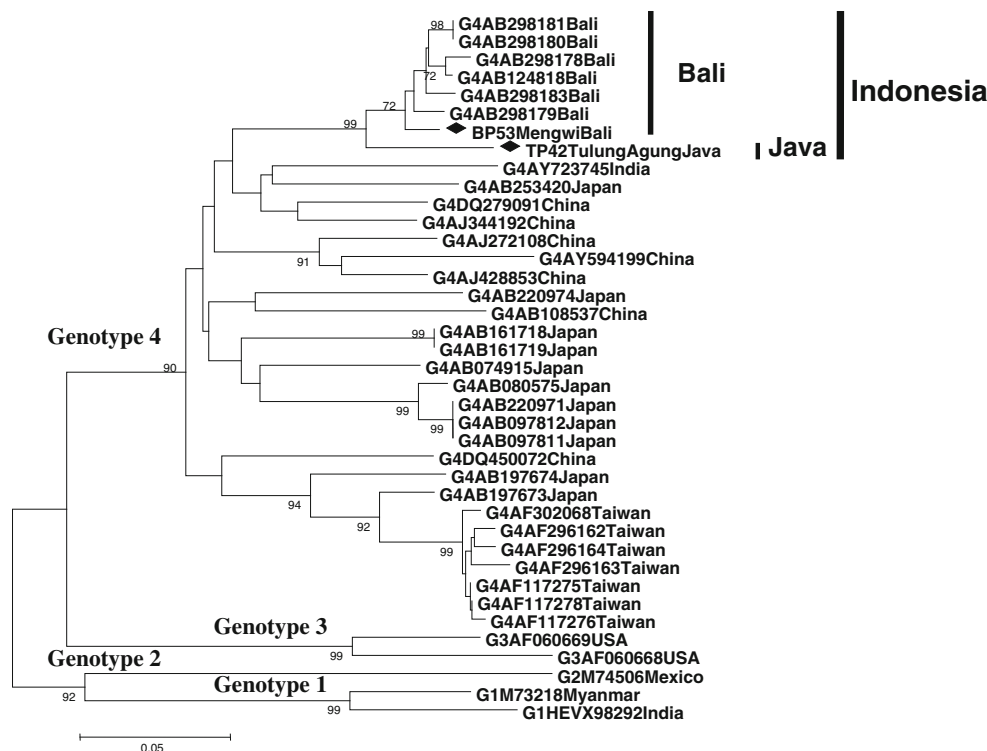 98
G4AB298181Bali
G4AB298180Bali
G4AB298178Bali
72
G4AB124818Bali
G4AB298183Bali
72
G4AB298179Bali
99
BP53MengwiBali
TP42TulungAgungJava
Bali
Java
Indonesia
G4AY723745India
G4AB253420Japan
G4DQ279091China
G4AJ344192China
G4AJ272108China
91
G4AY594199China
G4AJ428853China
G4AB220974Japan
G4AB108537China
Genotype 4
99
G4AB161718Japan
G4AB161719Japan
90
G4AB074915Japan
G4AB080575Japan
99
G4AB220971Japan
99
G4AB097812Japan
G4AB097811Japan
G4DQ450072China
G4AB197674Japan
94
G4AB197673Japan
92
G4AF302068Taiwan
G4AF296162Taiwan
99
G4AF296164Taiwan
G4AF296163Taiwan
G4AF117275Taiwan
G4AF117278Taiwan
G4AF117276Taiwan
Genotype 3
G3AF060669USA
99
G3AF060668USA
Genotype 2
G2M74506Mexico
Genotype 1
92
G1M73218Myanmar
99
G1HEVX98292India
0.05